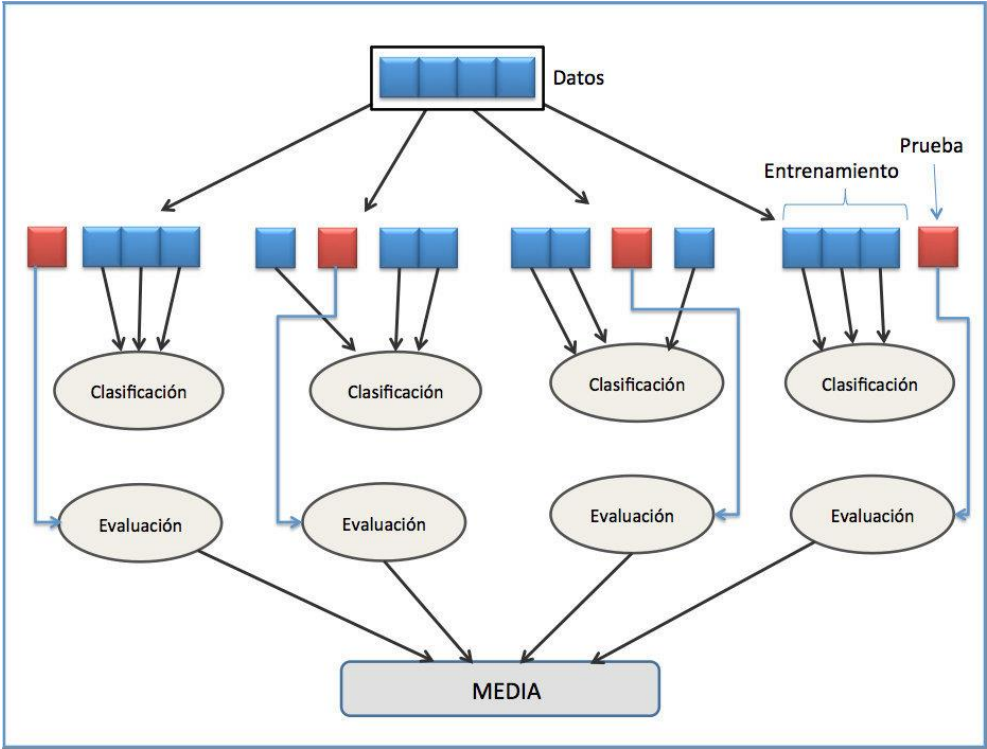 Datos
Prueba
Entrenamiento
Clasificación
Clasificación
Clasificación
Clasificación
Evaluación
Evaluación
Evaluación
Evaluación
MEDIA